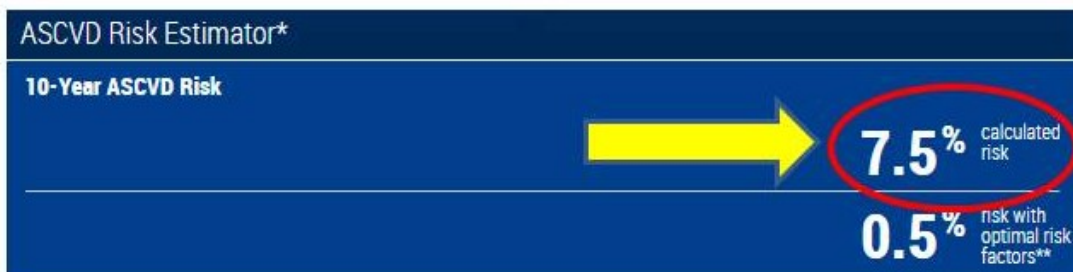 ASCVD Risk Estimator*
10-Year ASCVD Risk
7.5% calculated
risk
0.5% risk with
optimal risk
factors**